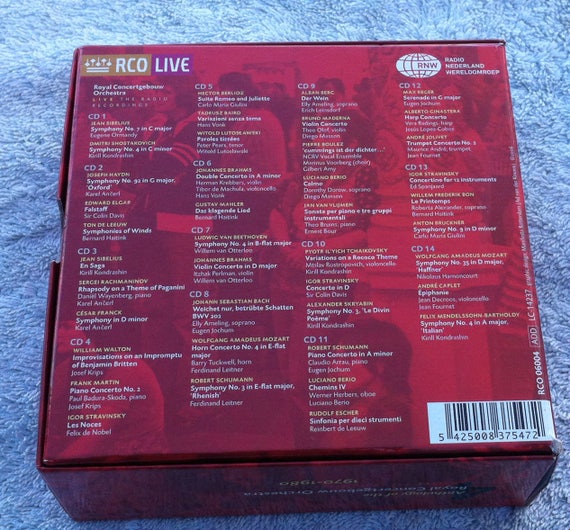 RCO LIVE
RNW
RADIO
NEDERLAND
WERELDOMROEP
Royal Concertgebouw
Orchestra
LIVE THE RADIO
RECORDINGS
CD 1
JEAN SIBELIUS
Symphony No. 7 in C major
Eugene Ormandy
DMITRI SHOSTAKOVICH
Symphony No. 4 in C minor
Kirill Kondrashin
CD 2
JOSEPH HAYDN
Symphony No. 92 in G major,
'Oxford'
Karel Ančerl
EDWARD ELGAR
Falstaff
Sir Colin Davis
TON DE LEEUW
Symphonies of Winds
Bernard Haitink
CD 3
JEAN SIBELIUS
En Saga
Kirill Kondrashin
SERGEI RACHMANINOV
Rhapsody on a Theme of Paganini
Daniel Wayenberg, piano
Karel Ančerl
CÉSAR FRANCK
Symphony in D minor
Karel Ančerl
CD 4
WILLIAM WALTON
Improvisations on an Impromptu
of Benjamin Britten
Josef Krips
FRANK MARTIN
Piano Concerto No. 2
Paul Badura-Skoda, piano
Josef Krips
IGOR STRAVINSKY
Les Noces
Felix de Nobel
CD 5
HECTOR BERLIOZ
Suite Romeo and Juliette
Carlo Maria Giulini
TADEUSZ BAIRD
Variazioni senza tema
Hans Vonk
WITOLD LUTOSŁAWSKI
Paroles tissées
Peter Pears, tenor
Witold Lutosławski
CD 6
JOHANNES BRAHMS
Double Concerto in A minor
Herman Krebbers, violin
Tibor de Machula, violoncello
Hans Vonk
GUSTAV MAHLER
Das klagende Lied
Bernard Haitink
CD 7
LUDWIG VAN BEETHOVEN
Symphony No. 4 in B-flat major
Willem van Otterloo
JOHANNES BRAHMS
Violin Concerto in D major
Itzhak Perlman, violin
Willem van Otterloo
CD 8
JOHANN SEBASTIAN BACH
Weichet nur, betrübte Schatten
BWV 202
Elly Ameling, soprano
Eugen Jochum
WOLFGANG AMADEUS MOZART
Horn Concerto No. 4 in E-flat
major
Barry Tuckwell, horn
Ferdinand Leitner
ROBERT SCHUMANN
Symphony No. 3 in E-flat major,
'Rhenish'
Ferdinand Leitner
CD 9
ALBAN BERG
Der Wein
Elly Ameling, soprano
Erich Leinsdorf
BRUNO MADERNA
Violin Concerto
Theo Olof, violin
Diego Masson
PIERRE BOULEZ
'cummings ist der dichter...'
NCRV Vocal Ensemble
Marinus Voorberg (choir)
Gilbert Amy
LUCIANO BERIO
Calmo
Dorothy Dorow, soprano
Diego Masson
JAN VAN VLIJMEN
Sonata per piano e tre gruppi
instrumentali
Theo Bruins, piano
Ernest Bour
CD 10
PYOTR ILYICH TCHAIKOVSKY
Variations on a Rococo Theme
Mstislav Rostropovich, violoncello
Kirill Kondrashin
IGOR STRAVINSKY
Concerto in D
Sir Colin Davis
ALEXANDER SKRYABIN
Symphony No. 3, 'Le Divin
Poème'
Kirill Kondrashin
CD 11
ROBERT SCHUMANN
Piano Concerto in A minor
Claudio Arrau, piano
Eugen Jochum
LUCIANO BERIO
Chemins IV
Werner Herbers, oboe
Luciano Berio
RUDOLF ESCHER
Sinfonia per dieci strumenti
Reinbert de Leeuw
CD 12
MAX REGER
Serenade in G major
Eugen Jochum
ALBERTO GINASTERA
Harp Concerto
Vera Badings, harp
Jesús López-Cobos
ANDRÉ JOLIVET
Trumpet Concerto No. 2
Maurice André, trumpet
Jean Fournet
CD 13
IGOR STRAVINSKY
Concertino for 12 instruments
Ed Spanjaard
WILLEM FREDERIK BON
Le Printemps
Roberta Alexander, soprano
Bernard Haitink
ANTON BRUCKNER
Symphony No. 9 in D minor
Carlo Maria Giulini
CD 14
WOLFGANG AMADEUS MOZART
Symphony No. 35 in D major,
'Haffner'
Nikolaus Harnoncourt
ANDRÉ CAPLET
Épiphanie
Jean Decroos, violoncello
Jean Fournet
FELIX MENDELSSOHN-BARTHOLDY
Symphony No. 4 in A major,
'Italian'
Kirill Kondrashin
RCO 06004
ADD
LC-14237
5 425008 375472
Anthology of the
Royal Concertgebouw Orchestra
1970-1980